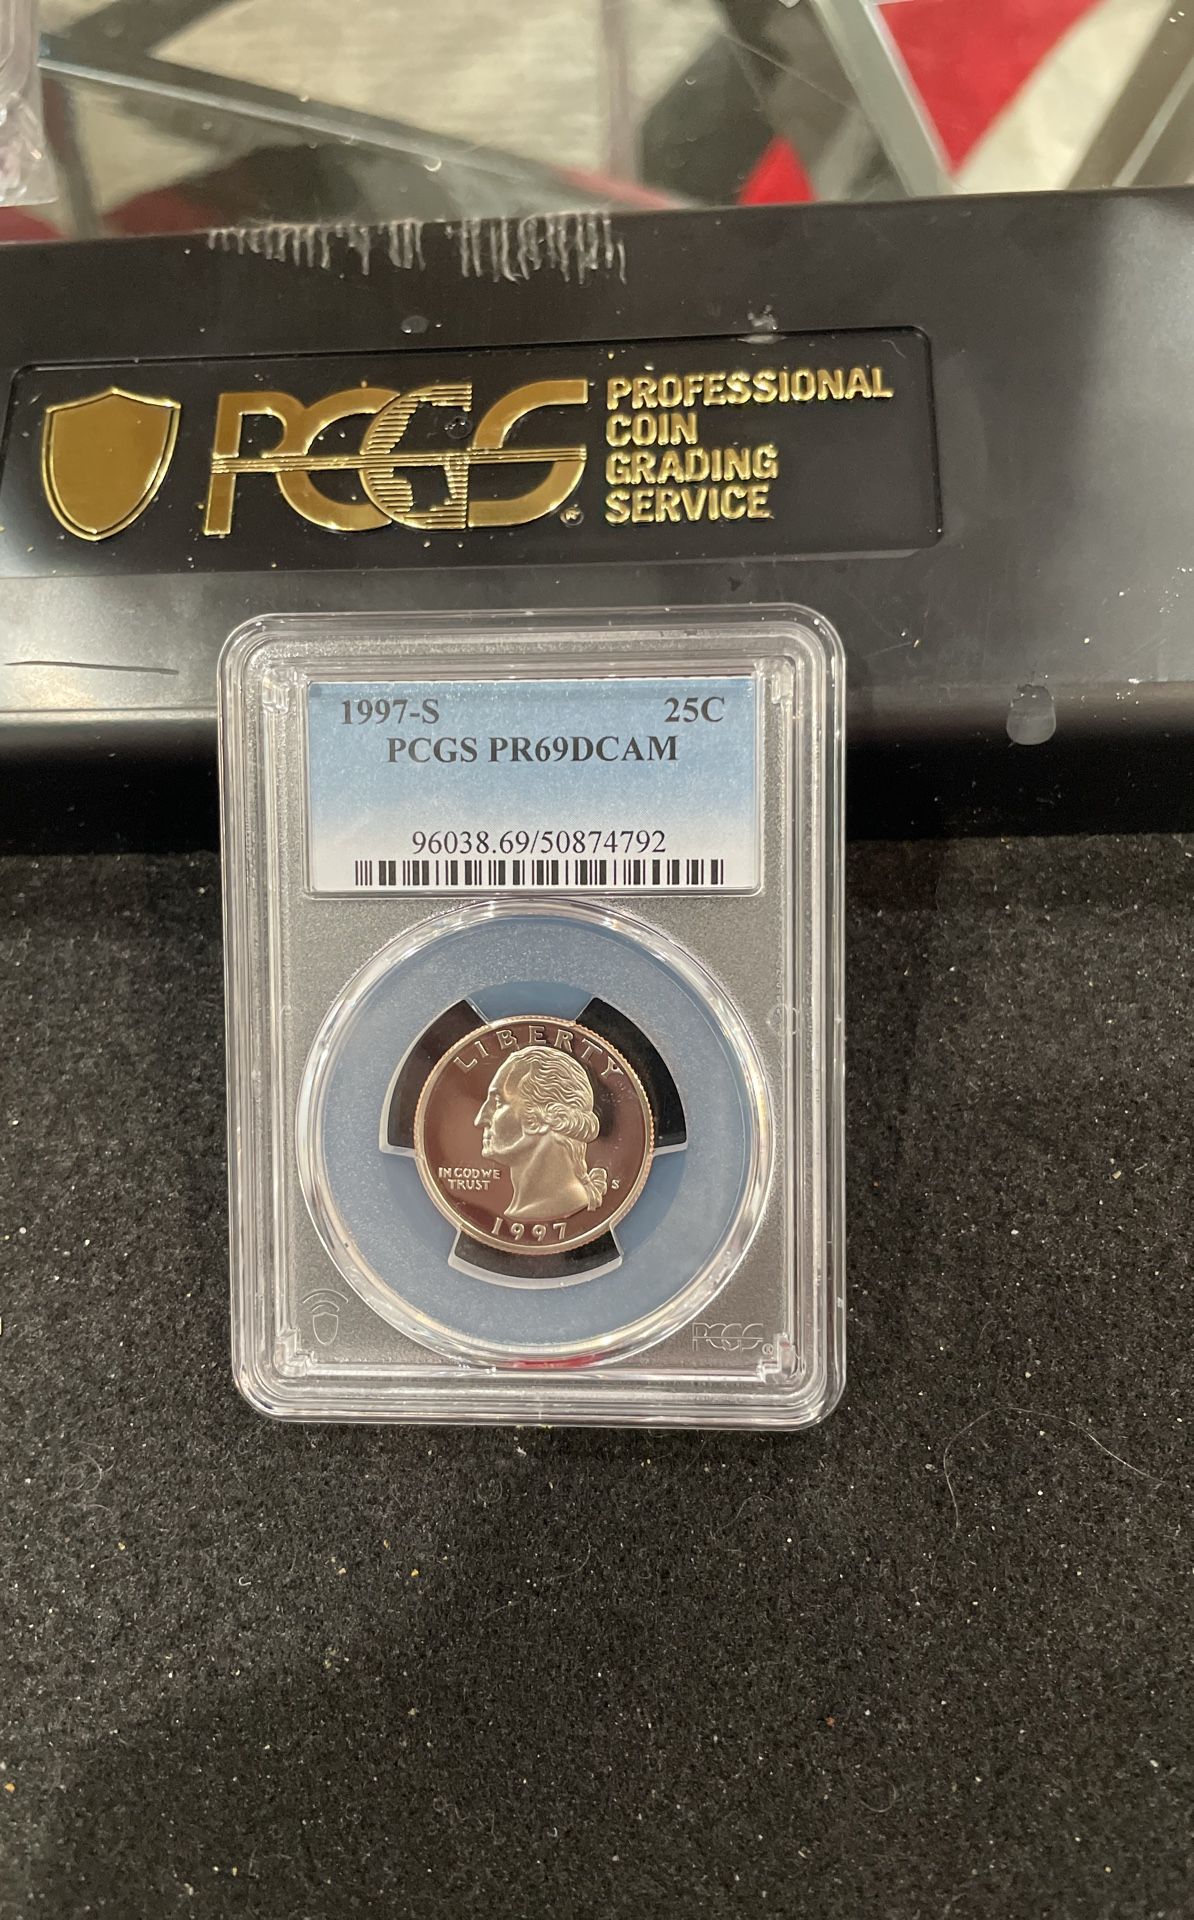 PCGS®
PROFESSIONAL
COIN
GRADING
SERVICE
1997-S 25C
PCGS PR69DCAM
96038.69/50874792
LIBERTY
IN GOD WE
TRUST
S
1997
PCGS®